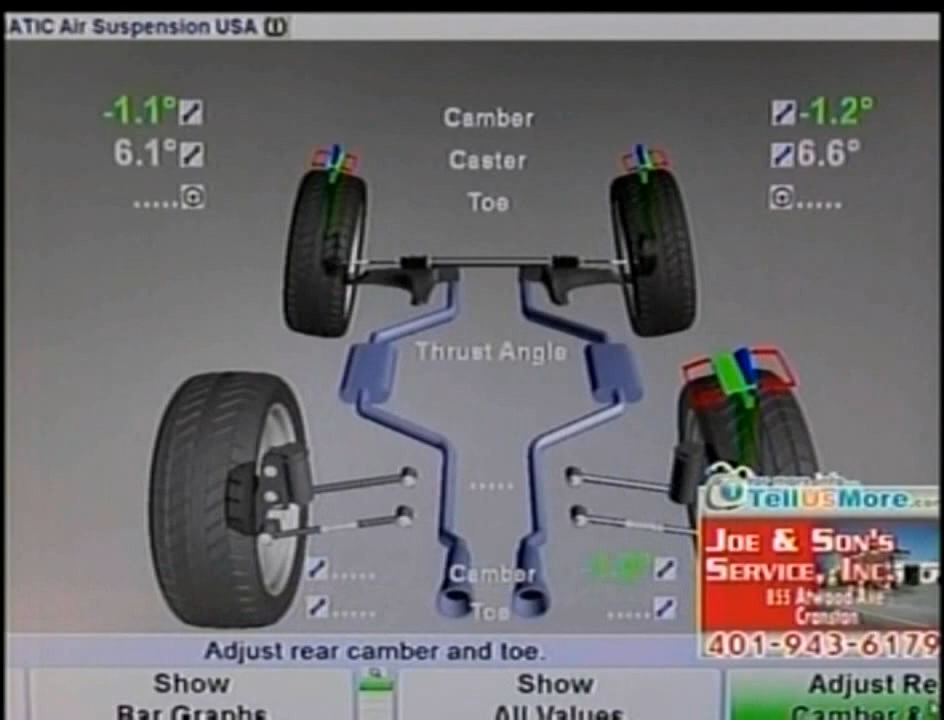 ATIC Air Suspension USA (I)
-1.1° Camber -1.2°
6.1° Caster 6.6°
..... Toe .....
Thrust Angle
.....
TellUsMore.com
JOE & SON'S
SERVICE, INC.
855 Atwood Ave
Cranston
401-943-6179
..... Camber
..... Toe .....
Adjust rear camber and toe.
Show
Bar Graphs
Show
All Values
Adjust Re
Camber &